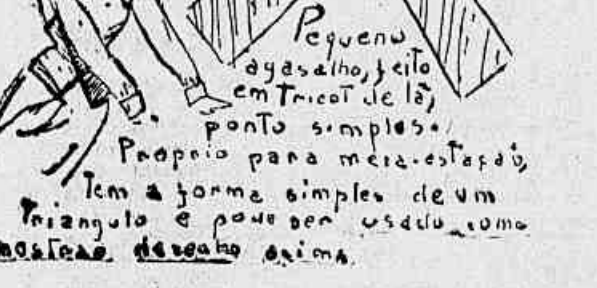 Pequeno
agasalho, feito
em Tricot de lã,
ponto simples.
Proprio para meia-estação,
Tem a forma simples de um
Triangulo e pode ser usado como
desenho acima